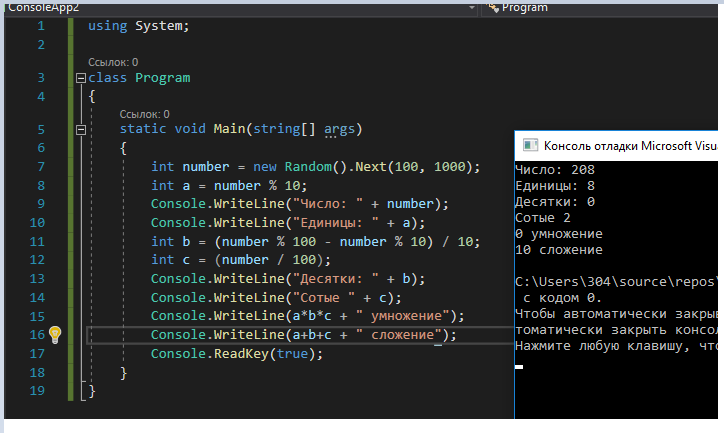 ConsoleApp2
Program
1 using System;
2
Ссылок: 0
3 class Program
4 {
Ссылок: 0
5 static void Main(string[] args)
6 {
7 int number = new Random().Next(100, 1000);
8 int a = number % 10;
9 Console.WriteLine("Число: " + number);
10 Console.WriteLine("Единицы: " + a);
11 int b = (number % 100 - number % 10) / 10;
12 int c = (number / 100);
13 Console.WriteLine("Десятки: " + b);
14 Console.WriteLine("Сотые " + c);
15 Console.WriteLine(a*b*c + " умножение");
16 Console.WriteLine(a+b+c + " сложение");
17 Console.ReadKey(true);
18 }
19 }
Консоль отладки Microsoft Visua
Число: 208
Единицы: 8
Десятки: 0
Сотые 2
0 умножение
10 сложение
C:\Users\304\source\repos\
с кодом 0.
Чтобы автоматически закрыв
томатически закрыть консол
Нажмите любую клавишу, что